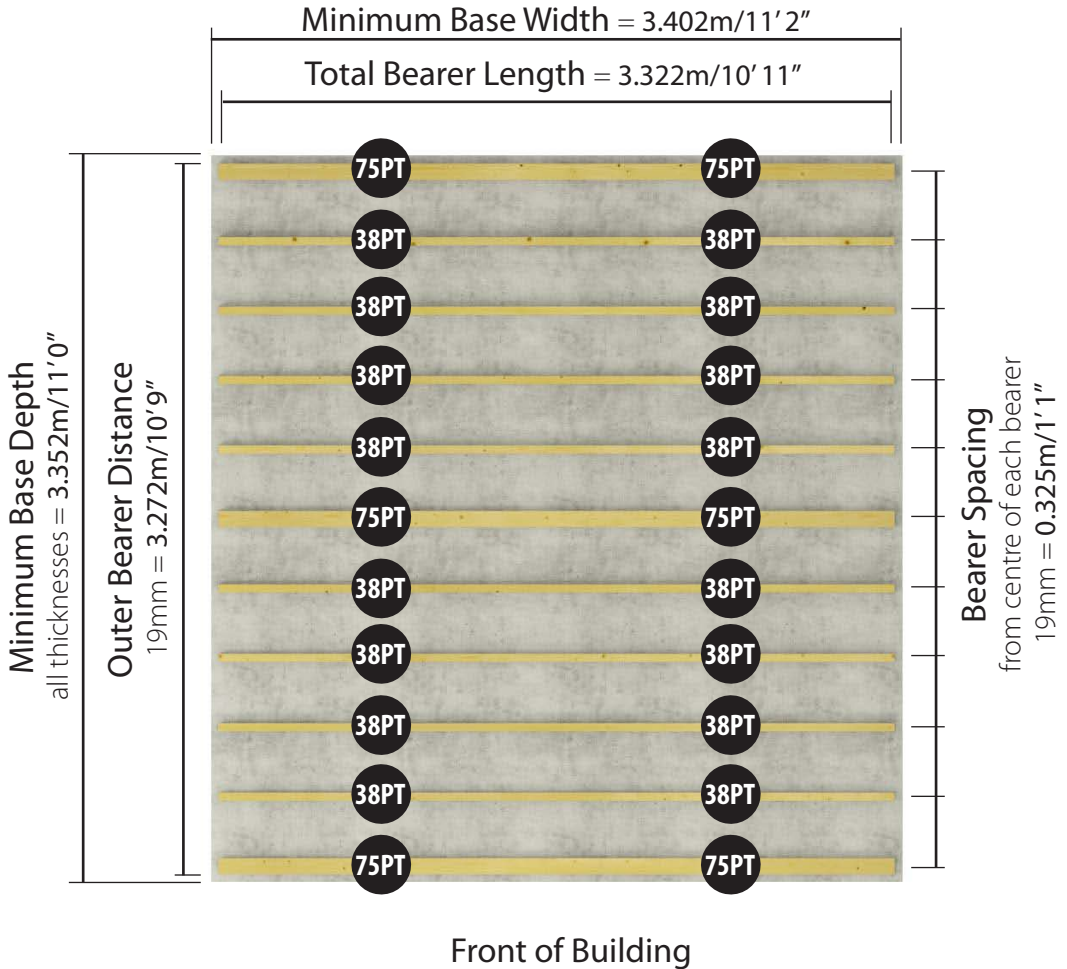 Minimum Base Width = 3.402m/11’ 2”
Total Bearer Length = 3.322m/10’ 11”
Minimum Base Depth
all thicknesses = 3.352m/11’ 0”
Outer Bearer Distance
19mm = 3.272m/10’ 9”
75PT 75PT
38PT 38PT
38PT 38PT
38PT 38PT
38PT 38PT
75PT 75PT
38PT 38PT
38PT 38PT
38PT 38PT
38PT 38PT
75PT 75PT
Bearer Spacing
from centre of each bearer
19mm = 0.325m/1’ 1”
Front of Building